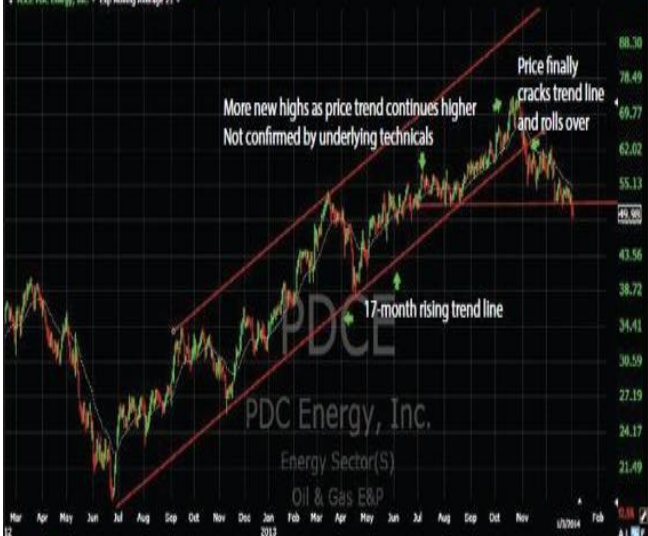 88.30
78.49
69.77
62.02
55.13
49.98
43.56
38.72
34.41
30.59
27.19
24.17
21.49
Price finally
cracks trend line
and rolls over
More new highs as price trend continues higher
Not confirmed by underlying technicals
17-month rising trend line
PDCE
PDC Energy, Inc.
Energy Sector(S)
Oil & Gas E&P
Mar Apr May Jun Jul Aug Sep Oct Nov Dec Jan Feb Mar Apr May Jun Jul Aug Sep Oct Nov Feb
12 2013 1/3/2014